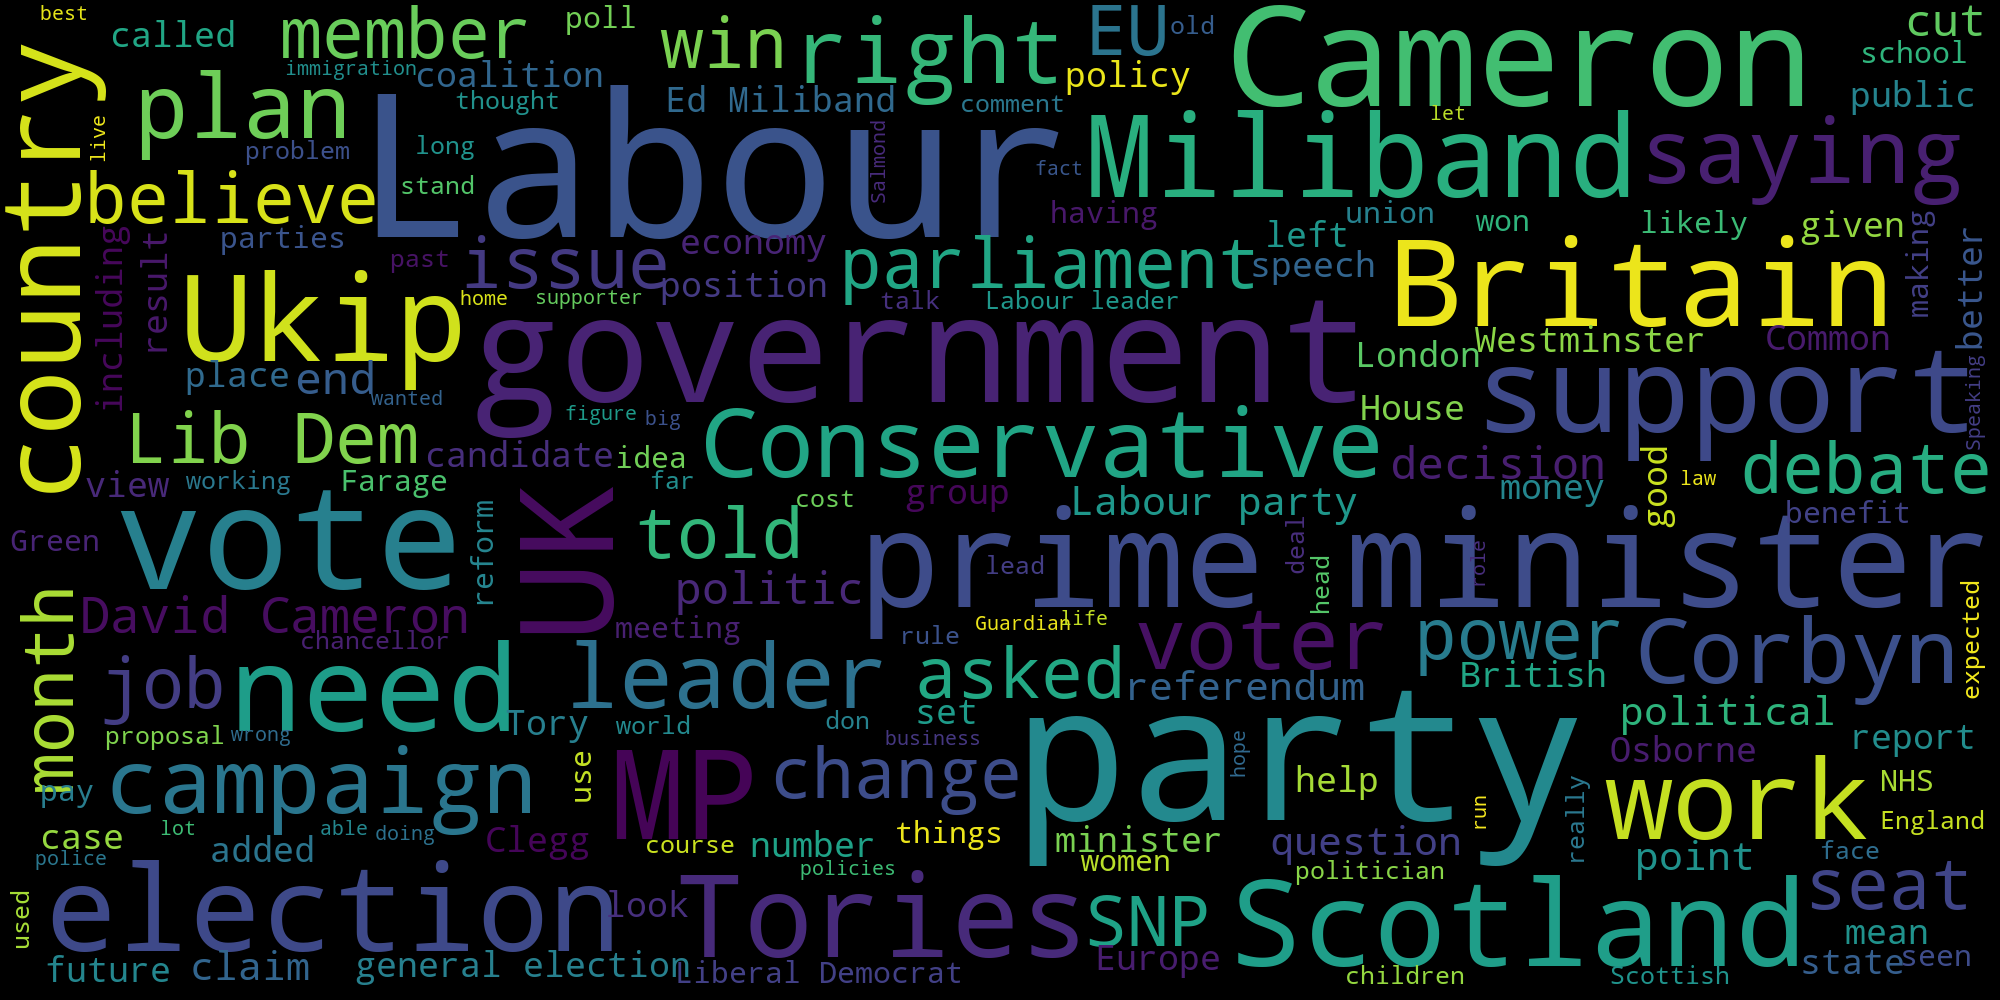 best
called
member
poll
win
right
EU
old
Cameron
cut
school
public
immigration
coalition
policy
plan
thought
Ed Miliband
comment
let
country
live
problem
long
Labour
Salmond
fact
Miliband
saying
believe
stand
having
union
won
likely
given
parties
including
result
past
issue
economy
position
parliament
left
speech
Britain
making
better
Ukip
home
supporter
talk
Labour leader
government
London
Westminster
Common
place
end
wanted
figure
big
House
support
Speaking
Lib Dem
candidate
idea
Conservative
decision
good
law
debate
view
working
Farage
far
cost
group
Labour party
money
benefit
Green
vote
reform
UK
told
prime minister
lead
deal
head
role
month
David Cameron
chancellor
politic
meeting
rule
Guardian
life
voter
power
Corbyn
expected
job
need
leader
asked
referendum
British
proposal
wrong
Tory
world
don
set
business
party
hope
political
Osborne
report
pay
campaign
use
MP
change
help
run
really
work
NHS
England
case
lot
able
doing
police
added
Clegg
course
number
things
policies
minister
women
question
politician
point
face
used
election
look
Tories
SNP
Scotland
seat
mean
future
claim
general election
Liberal Democrat
Europe
children
Scottish
state
seen